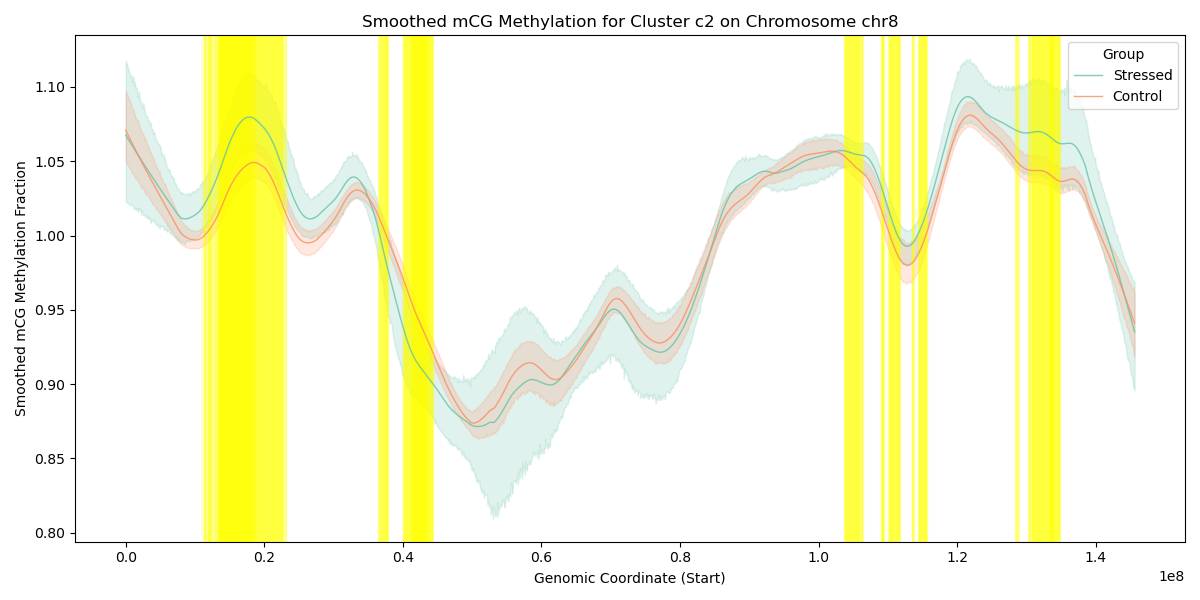 Smoothed mCG Methylation for Cluster c2 on Chromosome chr8
Group
Stressed
Control
Smoothed mCG Methylation Fraction
1.10
1.05
1.00
0.95
0.90
0.85
0.80
0.0
0.2
0.4
0.6
0.8
1.0
1.2
1.4
1e8
Genomic Coordinate (Start)